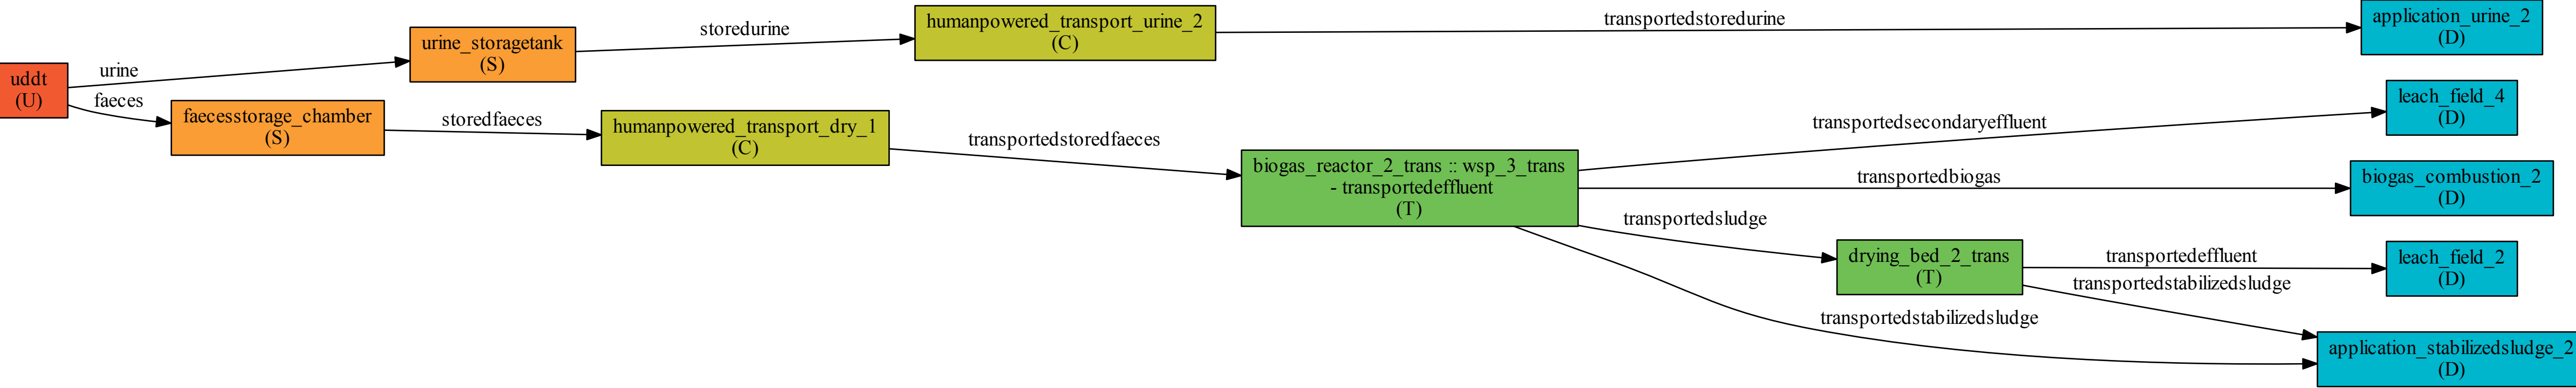 uddt
(U)
urine
faeces
urine_storagetank
(S)
faecesstorage_chamber
(S)
storedurine
storedfaeces
humanpowered_transport_urine_2
(C)
humanpowered_transport_dry_1
(C)
transportedstoredurine
transportedstoredfaeces
biogas_reactor_2_trans :: wsp_3_trans
- transportedeffluent
(T)
transportedsecondaryeffluent
transportedbiogas
transportedsludge
transportedstabilizedsludge
drying_bed_2_trans
(T)
transportedeffluent
transportedstabilizedsludge
application_urine_2
(D)
leach_field_4
(D)
biogas_combustion_2
(D)
leach_field_2
(D)
application_stabilizedsludge_2
(D)